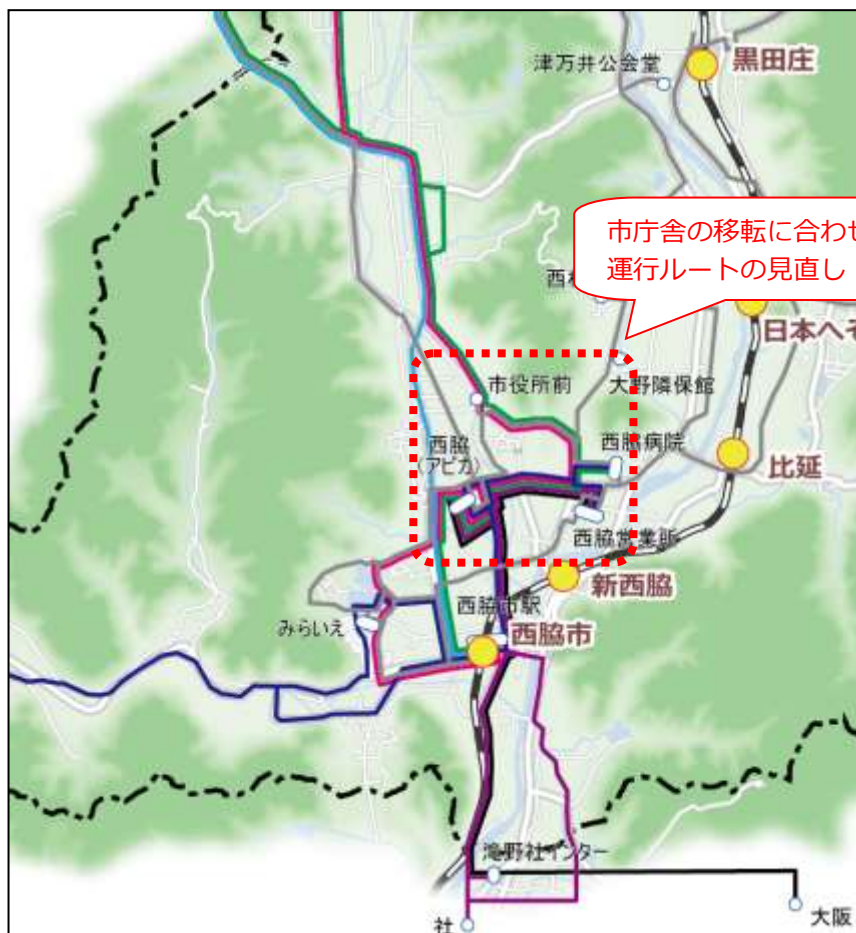 黒田庄
津万井公会堂
市庁舎の移転に合わせ
運行ルートの見直し
西
日本へそ
市役所前
大野隣保館
西脇
(アピカ)
西脇病院
比延
西脇営業所
新西脇
西脇市駅
みらいえ
西脇市
滝野社インター
社
大阪